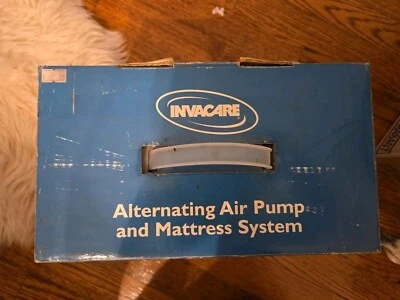 INVACARE
Alternating Air Pump
and Mattress System